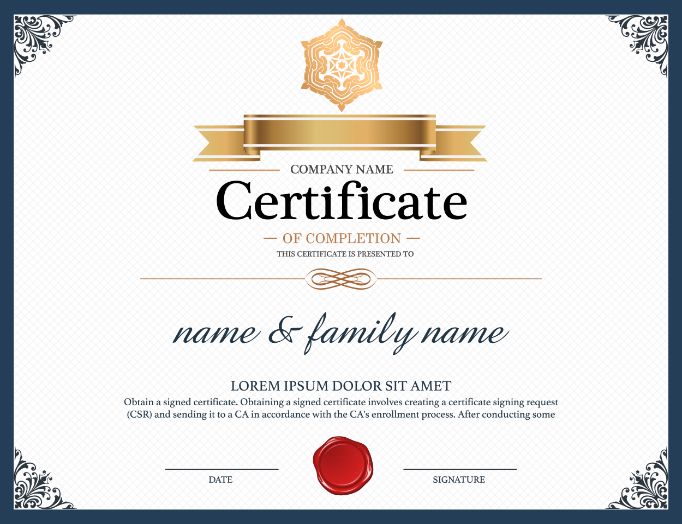 COMPANY NAME
Certificate
OF COMPLETION
THIS CERTIFICATE IS PRESENTED TO
name & family name
LOREM IPSUM DOLOR SIT AMET
Obtain a signed certificate. Obtaining a signed certificate involves creating a certificate signing request
(CSR) and sending it to a CA in accordance with the CA's enrollment process. After conducting some
DATE
SIGNATURE